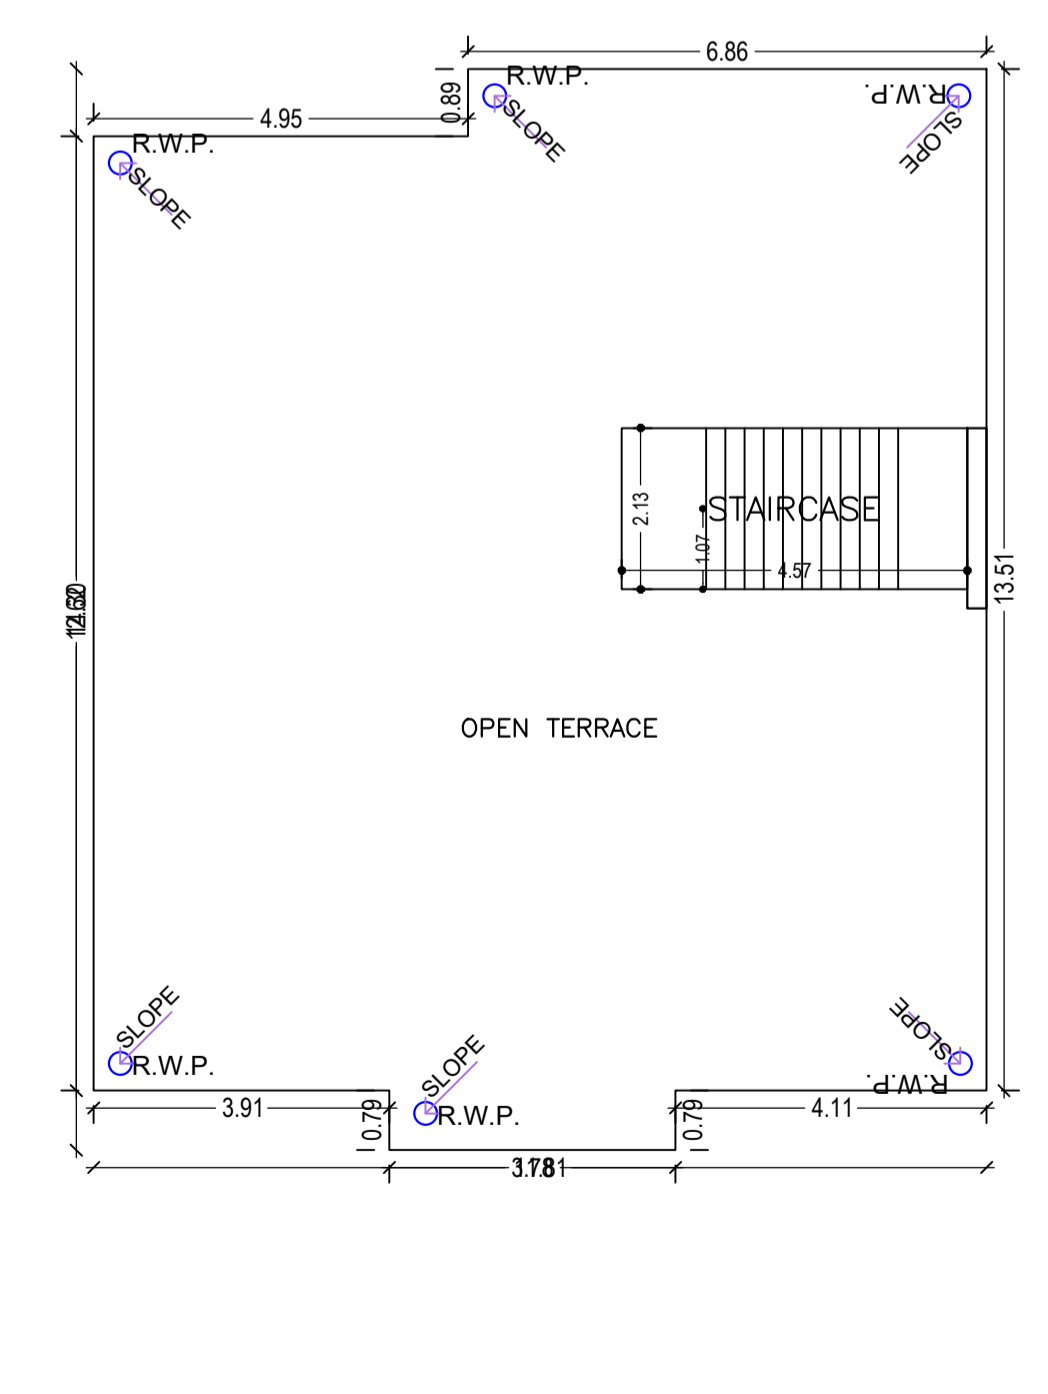 6.86
R.W.P.
R.W.P.
0.89
SLOPE
SLOPE
4.95
R.W.P.
SLOPE
2.13
STAIRCASE
1.07
4.57
13.51
OPEN TERRACE
SLOPE
R.W.P.
SLOPE
R.W.P.
SLOPE
R.W.P.
3.91
0.79
0.79
4.11